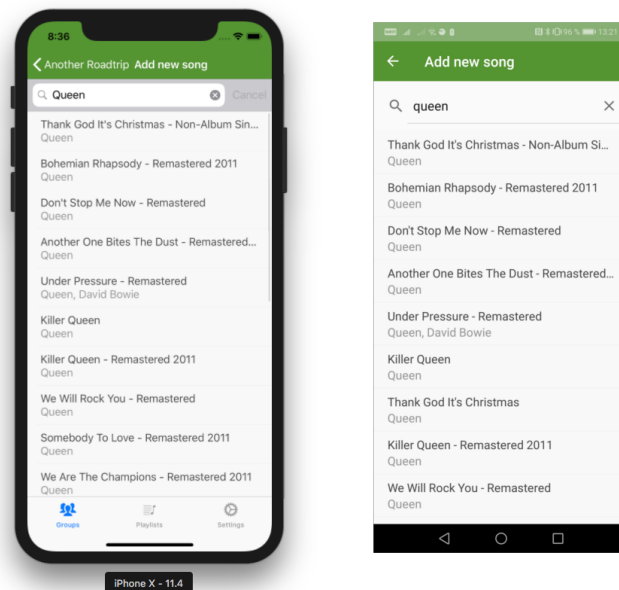 8:36
Another Roadtrip Add new song
Queen
Cancel
Thank God It's Christmas - Non-Album Sin...
Queen
Bohemian Rhapsody - Remastered 2011
Queen
Don't Stop Me Now - Remastered
Queen
Another One Bites The Dust - Remastered...
Queen
Under Pressure - Remastered
Queen, David Bowie
Killer Queen
Queen
Killer Queen - Remastered 2011
Queen
We Will Rock You - Remastered
Queen
Somebody To Love - Remastered 2011
Queen
We Are The Champions - Remastered 2011
Queen
Groups
Playlists
Settings
iPhone X - 11.4
96 % 13:21
Add new song
queen
Thank God It's Christmas - Non-Album Si...
Queen
Bohemian Rhapsody - Remastered 2011
Queen
Don't Stop Me Now - Remastered
Queen
Another One Bites The Dust - Remastered...
Queen
Under Pressure - Remastered
Queen, David Bowie
Killer Queen
Queen
Thank God It's Christmas
Queen
Killer Queen - Remastered 2011
Queen
We Will Rock You - Remastered
Queen